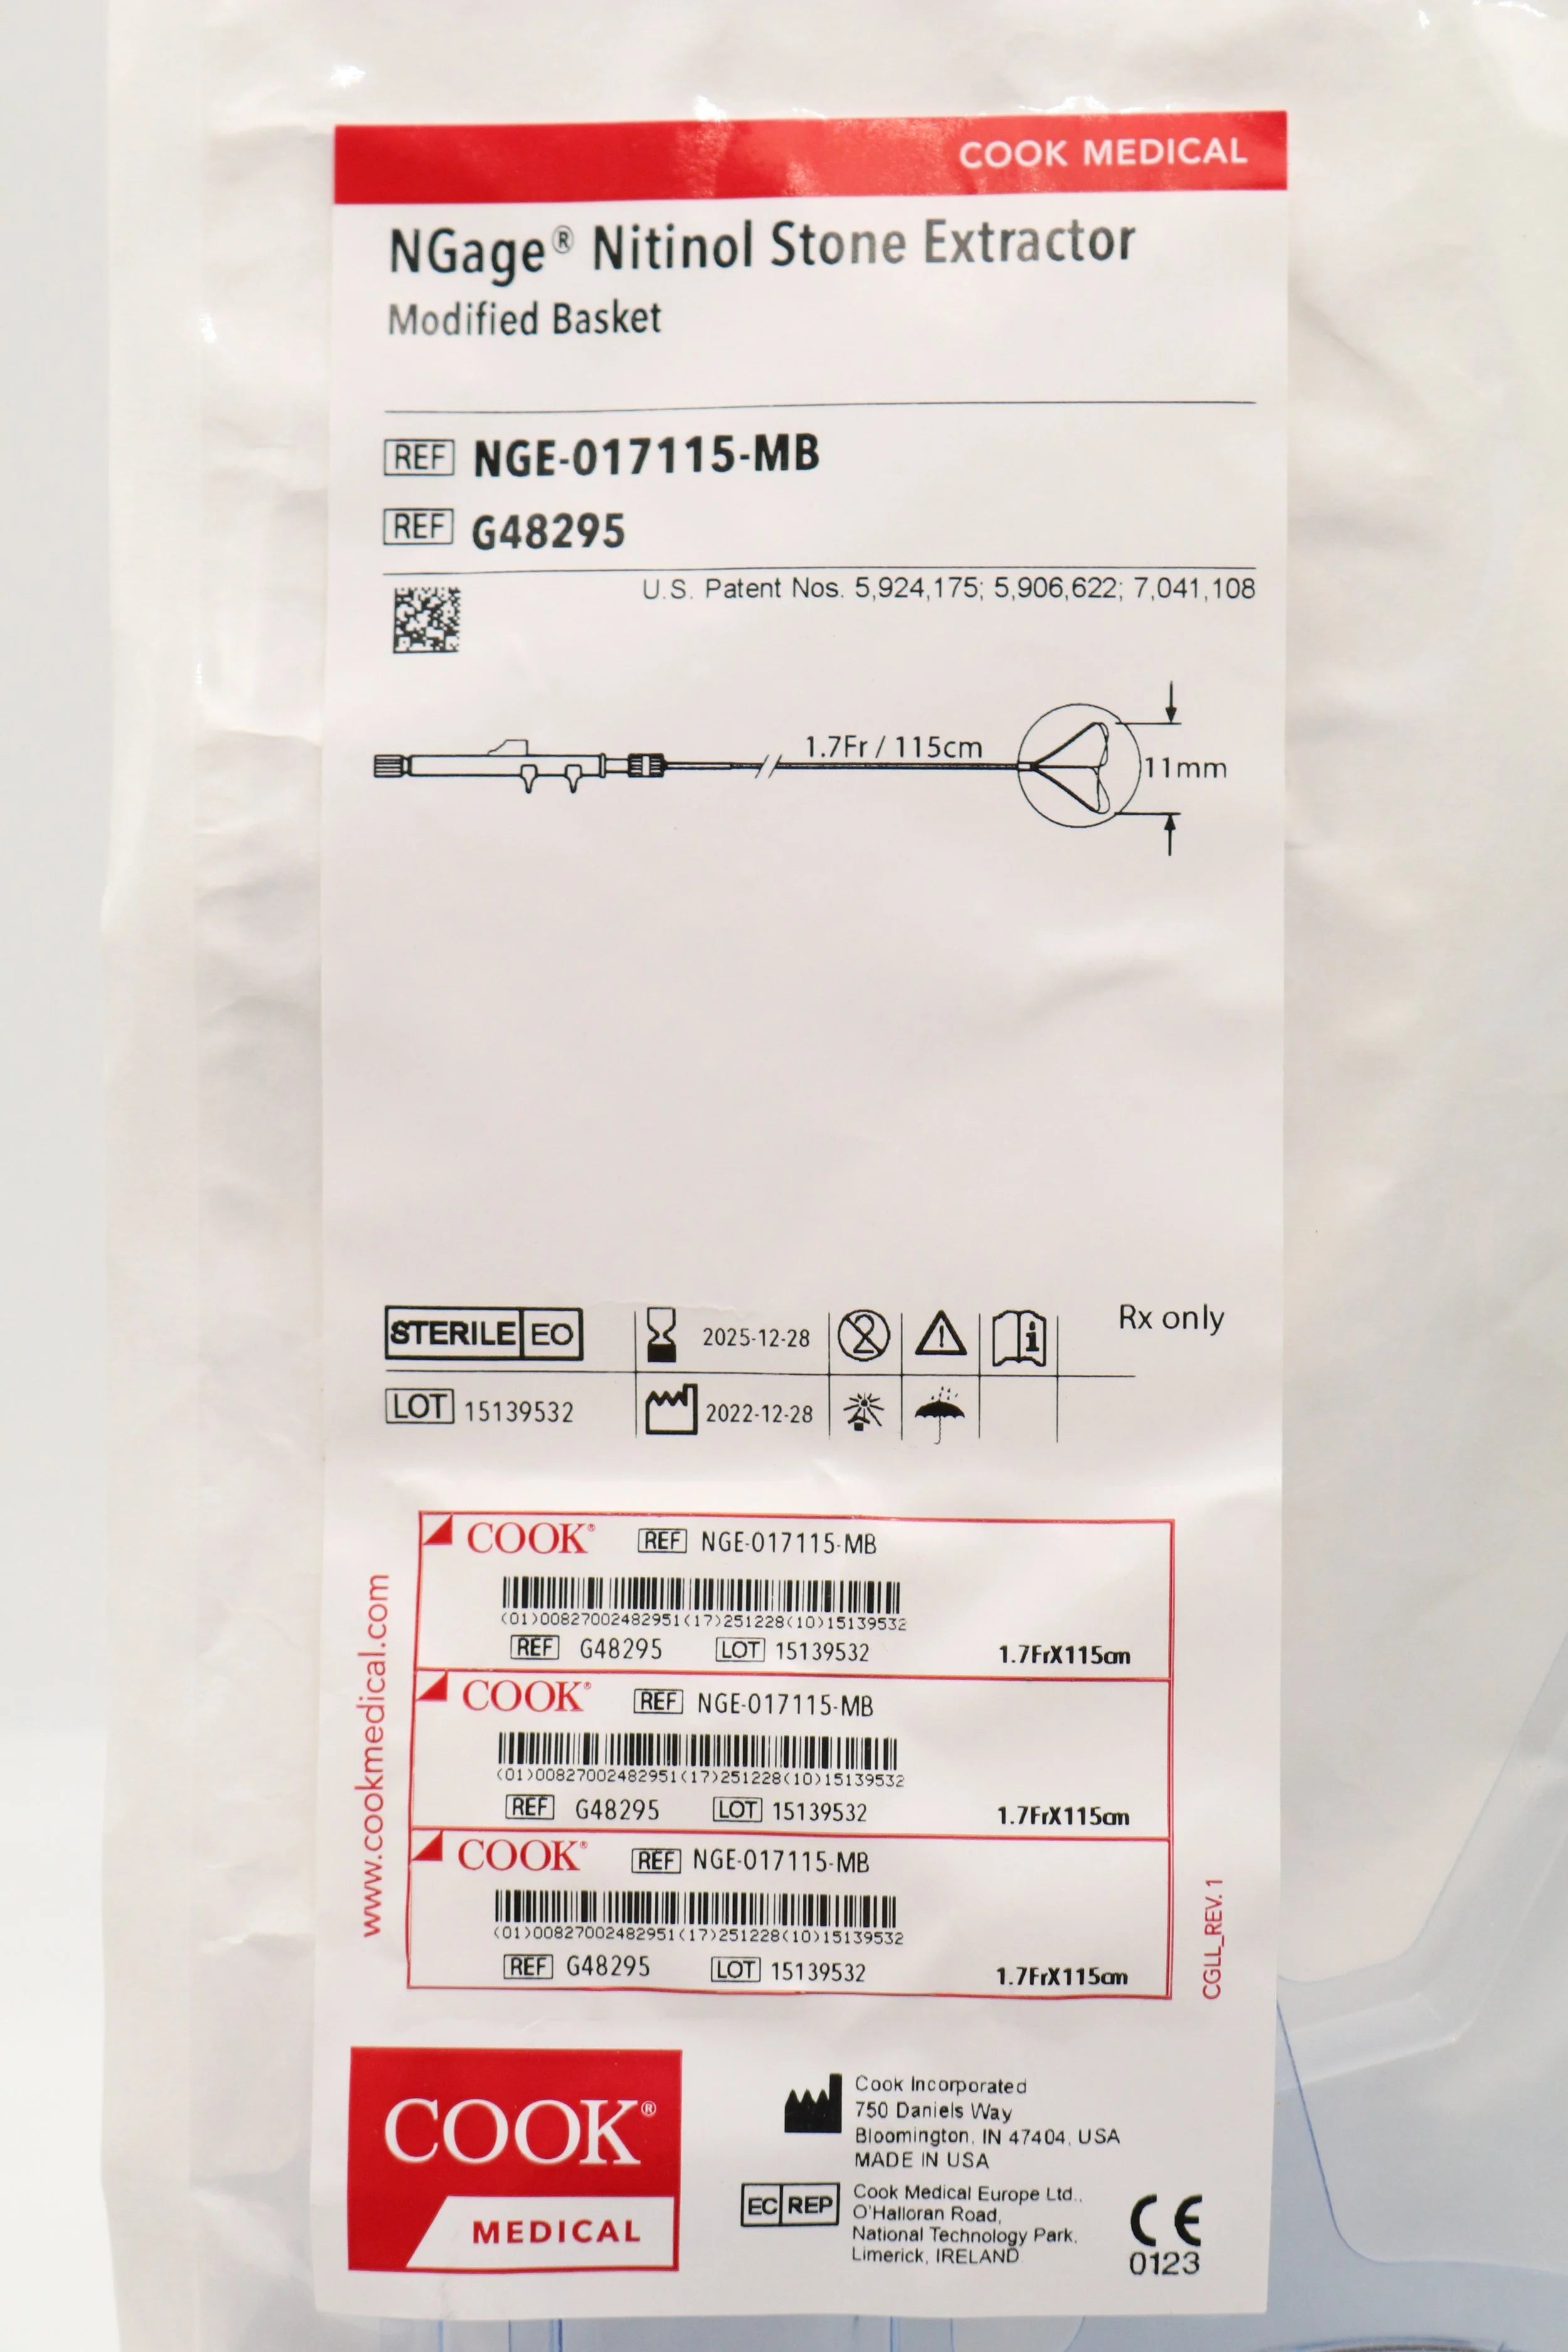 COOK MEDICAL
NGage® Nitinol Stone Extractor
Modified Basket
REF NGE-017115-MB
REF G48295
U.S. Patent Nos. 5,924,175; 5,906,622; 7,041,108
1.7Fr / 115cm
11mm
STERILE EO 2025-12-28 Rx only
LOT 15139532 2022-12-28
www.cookmedical.com
COOK® REF NGE-017115-MB
(01)00827002482951(17)251228(10)15139532
REF G48295 LOT 15139532 1.7FrX115cm
COOK® REF NGE-017115-MB
(01)00827002482951(17)251228(10)15139532
REF G48295 LOT 15139532 1.7FrX115cm
COOK® REF NGE-017115-MB
(01)00827002482951(17)251228(10)15139532
REF G48295 LOT 15139532 1.7FrX115cm
CGLL_REV. 1
COOK®
MEDICAL
Cook Incorporated
750 Daniels Way
Bloomington, IN 47404, USA
MADE IN USA
EC REP Cook Medical Europe Ltd.,
O'Halloran Road,
National Technology Park,
Limerick, IRELAND
CE
0123